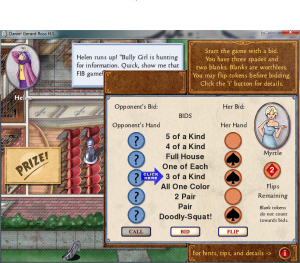 Daniel Gerard Ross H.S.
Helen runs up! "Bully Girl is hunting
for information. Quick, show me that
FIB game!
Start the game with a bid.
You have three spades and
two blanks. Blanks are worthless.
You may flip tokens before bidding.
Click the 'i' button for details.
Hel
PRIZE!
Opponent's Bid:
Her Bid:
BIDS
Opponent's Hand
Her Hand
5 of a Kind
4 of a Kind
Full House
One of Each
CLICK
HERE
3 of a Kind
All One Color
2 Pair
Pair
Doodly-Squat!
Myrtle
2
Flips
Remaining
Blank tokens
do not count
towards bids.
? ? ? ? ?
CALL
BID
FLIP
For hints, tips, and details ->
i